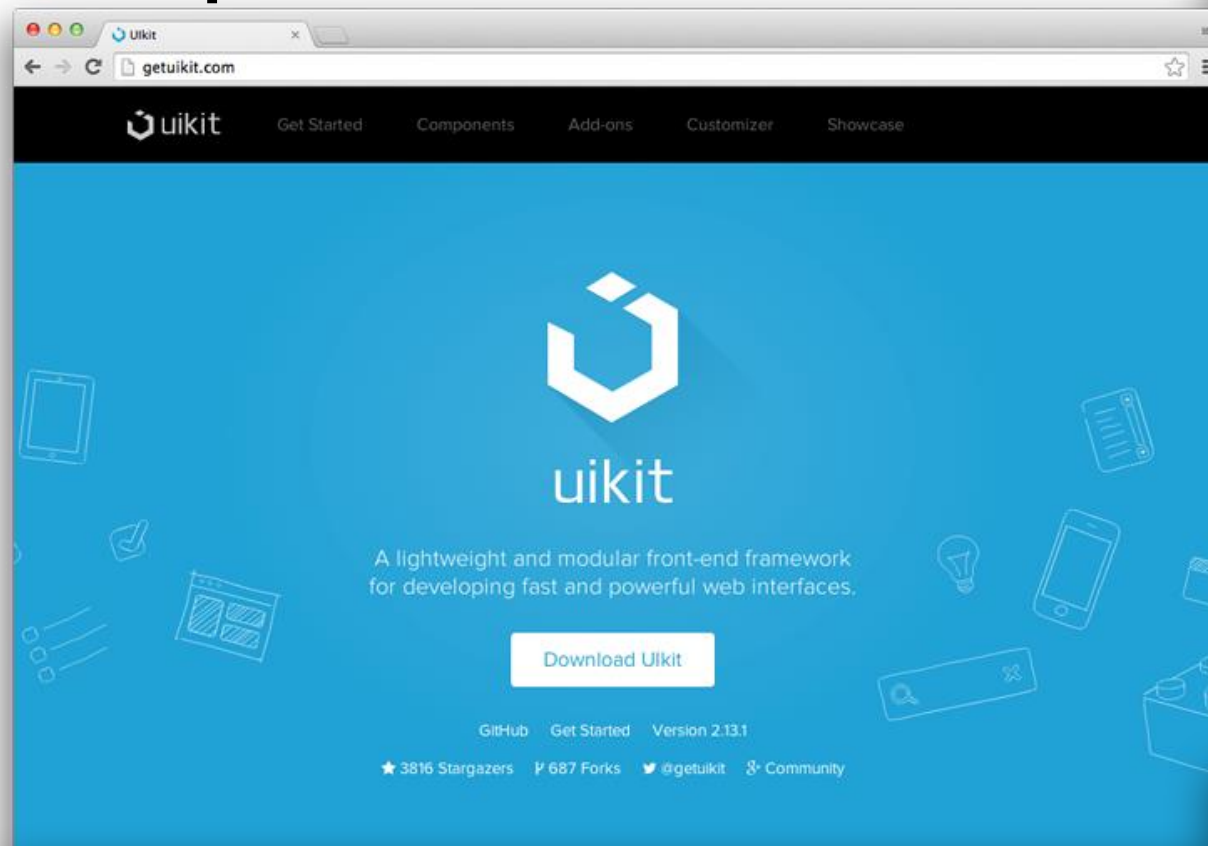 UIkit
getuikit.com
uikit Get Started Components Add-ons Customizer Showcase
uikit
A lightweight and modular front-end framework
for developing fast and powerful web interfaces.
Download UIkit
GitHub Get Started Version 2.13.1
3816 Stargazers 687 Forks @getuikit Community